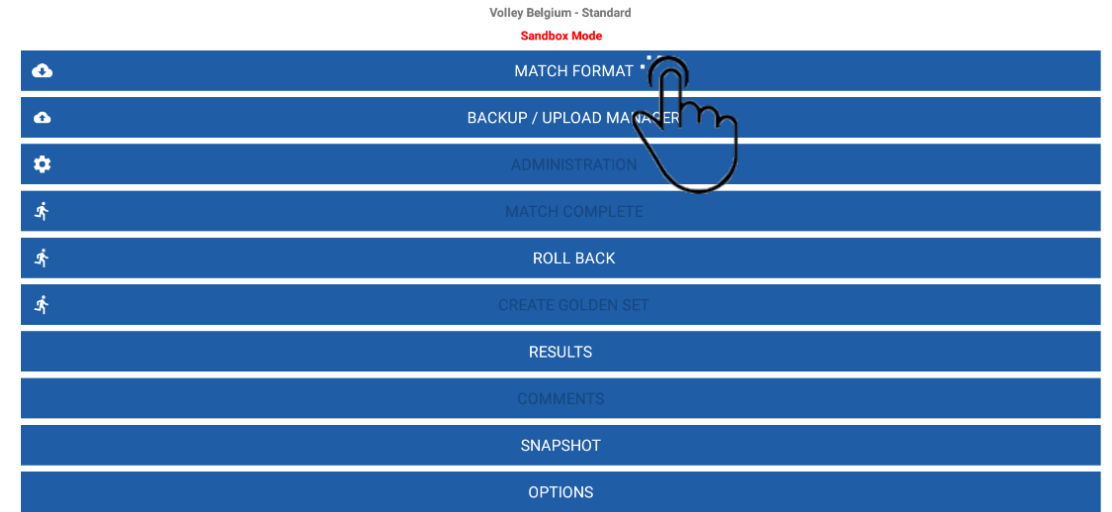 Volley Belgium - Standard
Sandbox Mode
MATCH FORMAT
BACKUP / UPLOAD MANAGER
ADMINISTRATION
MATCH COMPLETE
ROLL BACK
CREATE GOLDEN SET
RESULTS
COMMENTS
SNAPSHOT
OPTIONS